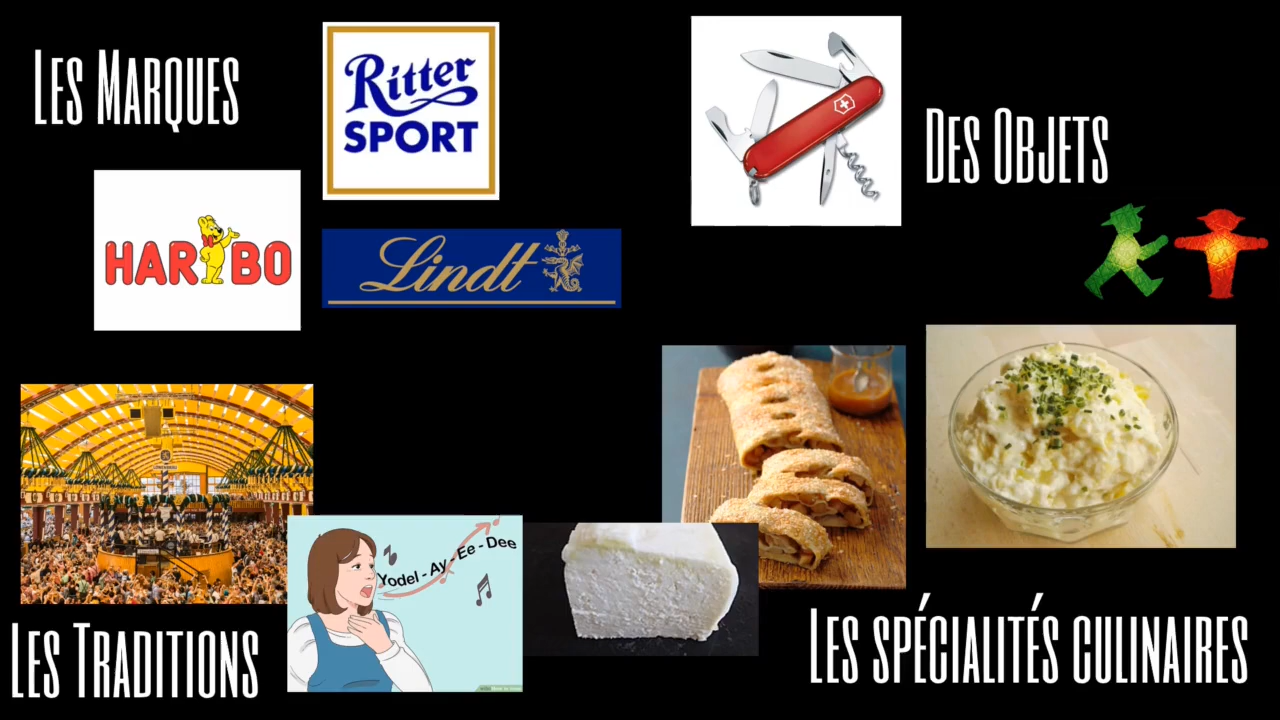 Les Marques
Ritter
SPORT
Des Objets
HARIBO
Lindt
Yodel - Ay - Ee - Dee
Les Traditions
Les spécialités culinaires